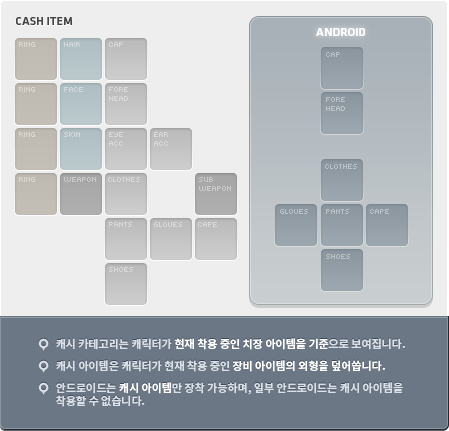 CASH ITEM
ANDROID
RING HAIR CAP
CAP
RING FACE FORE HEAD
FORE HEAD
RING SKIN EYE ACC EAR ACC
RING WEAPON CLOTHES SUB WEAPON
CLOTHES
PANTS GLOVES CAPE
GLOVES PANTS CAPE
SHOES
SHOES
캐시 카테고리는 캐릭터가 현재 착용 중인 치장 아이템을 기준으로 보여집니다.
캐시 아이템은 캐릭터가 현재 착용 중인 장비 아이템의 외형을 덮어씁니다.
안드로이드는 캐시 아이템만 장착 가능하며, 일부 안드로이드는 캐시 아이템을
착용할 수 없습니다.